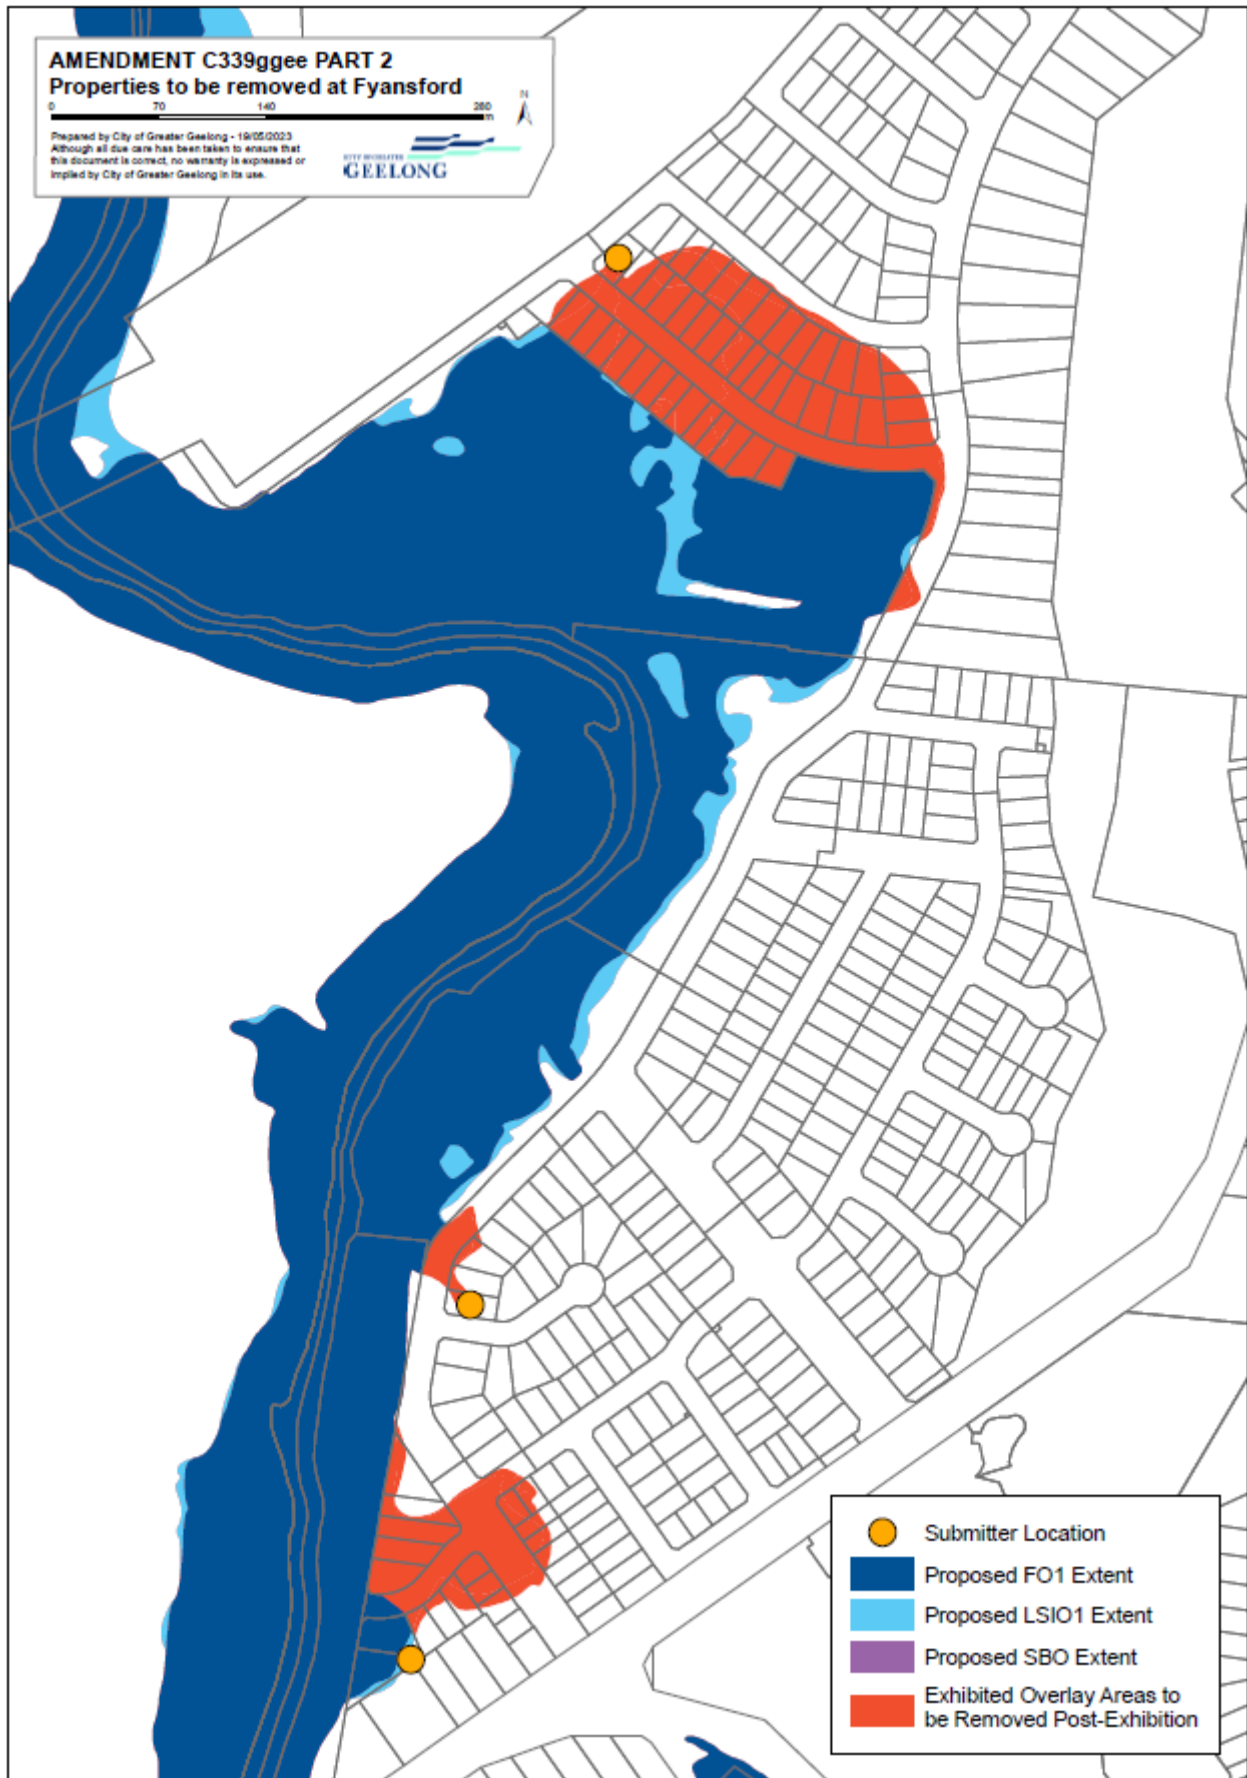 AMENDMENT C339ggee PART 2
Properties to be removed at Fyansford
0 70 140 280
m
N
Prepared by City of Greater Geelong - 19/05/2023
Although all due care has been taken to ensure that
this document is correct, no warranty is expressed or
implied by City of Greater Geelong in its use.
CITY OF GREATER
GEELONG
Submitter Location
Proposed FO1 Extent
Proposed LSIO1 Extent
Proposed SBO Extent
Exhibited Overlay Areas to
be Removed Post-Exhibition